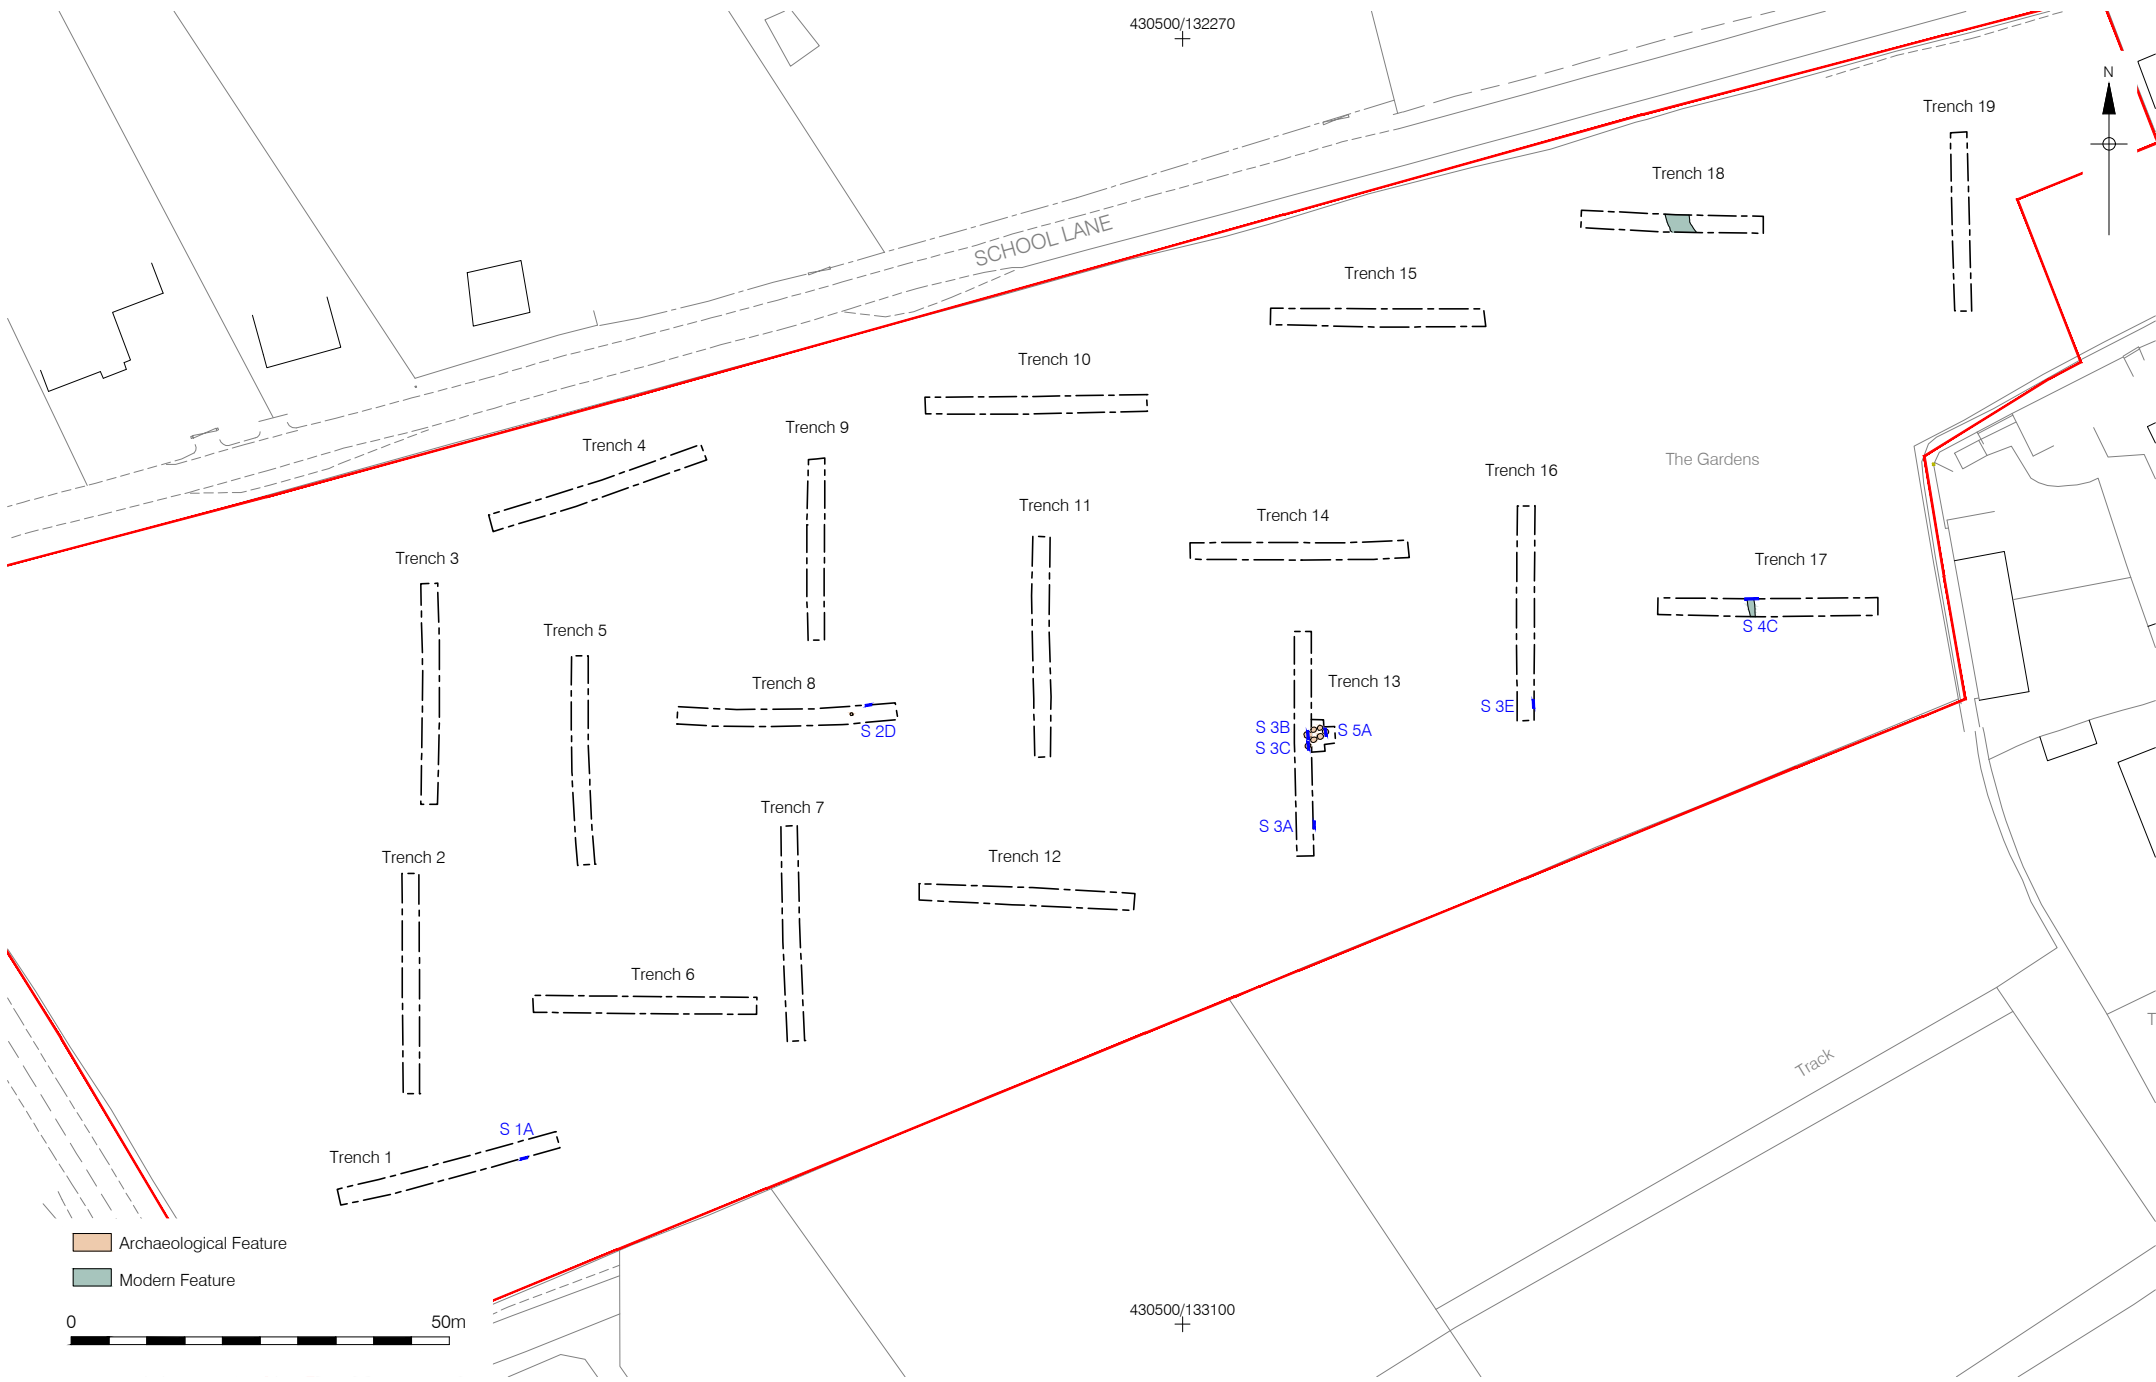 430500/132270
N
Trench 19
Trench 18
SCHOOL LANE
Trench 15
Trench 10
Trench 9
Trench 4
The Gardens
Trench 16
Trench 11
Trench 14
Trench 3
Trench 17
Trench 5
S 4C
Trench 8
Trench 13
S 3E
S 2D
S 3B
S 5A
S 3C
Trench 7
S 3A
Trench 2
Trench 12
Trench 6
T
Track
S 1A
Trench 1
Archaeological Feature
Modern Feature
430500/133100
0 50m